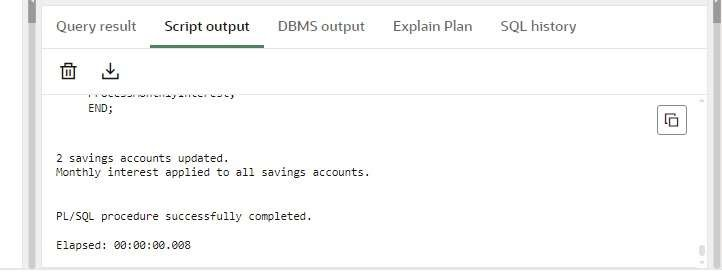 Query result Script output DBMS output Explain Plan SQL history
END;
2 savings accounts updated.
Monthly interest applied to all savings accounts.
PL/SQL procedure successfully completed.
Elapsed: 00:00:00.008